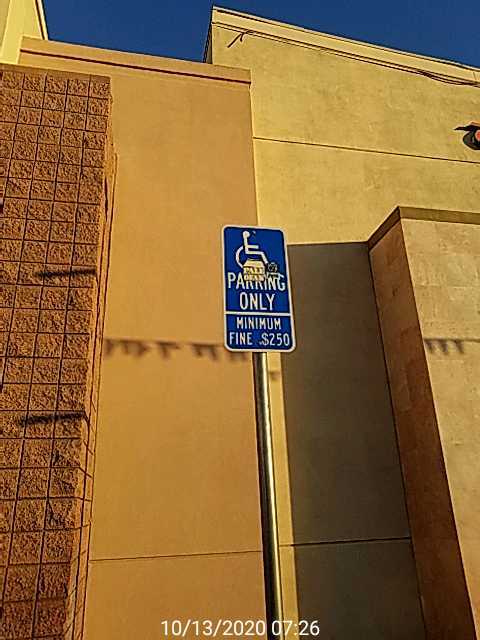 PARKING
ONLY
MINIMUM
FINE $250
10/13/2020 07:26